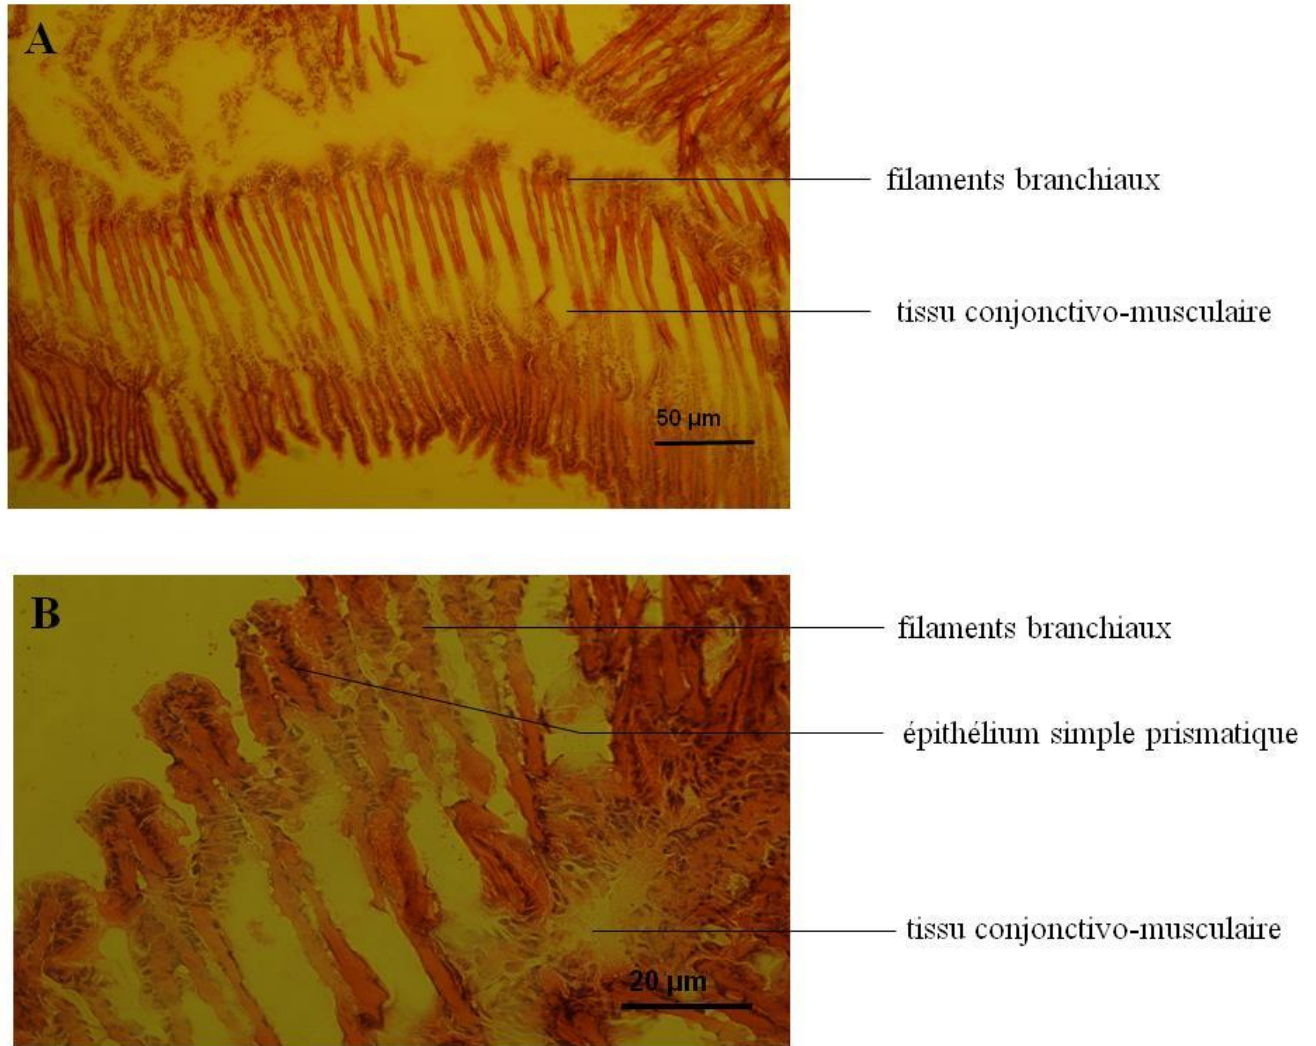 A
filaments branchiaux
tissu conjonctivo-musculaire
50 µm
B
filaments branchiaux
épithélium simple prismatique
tissu conjonctivo-musculaire
20 µm